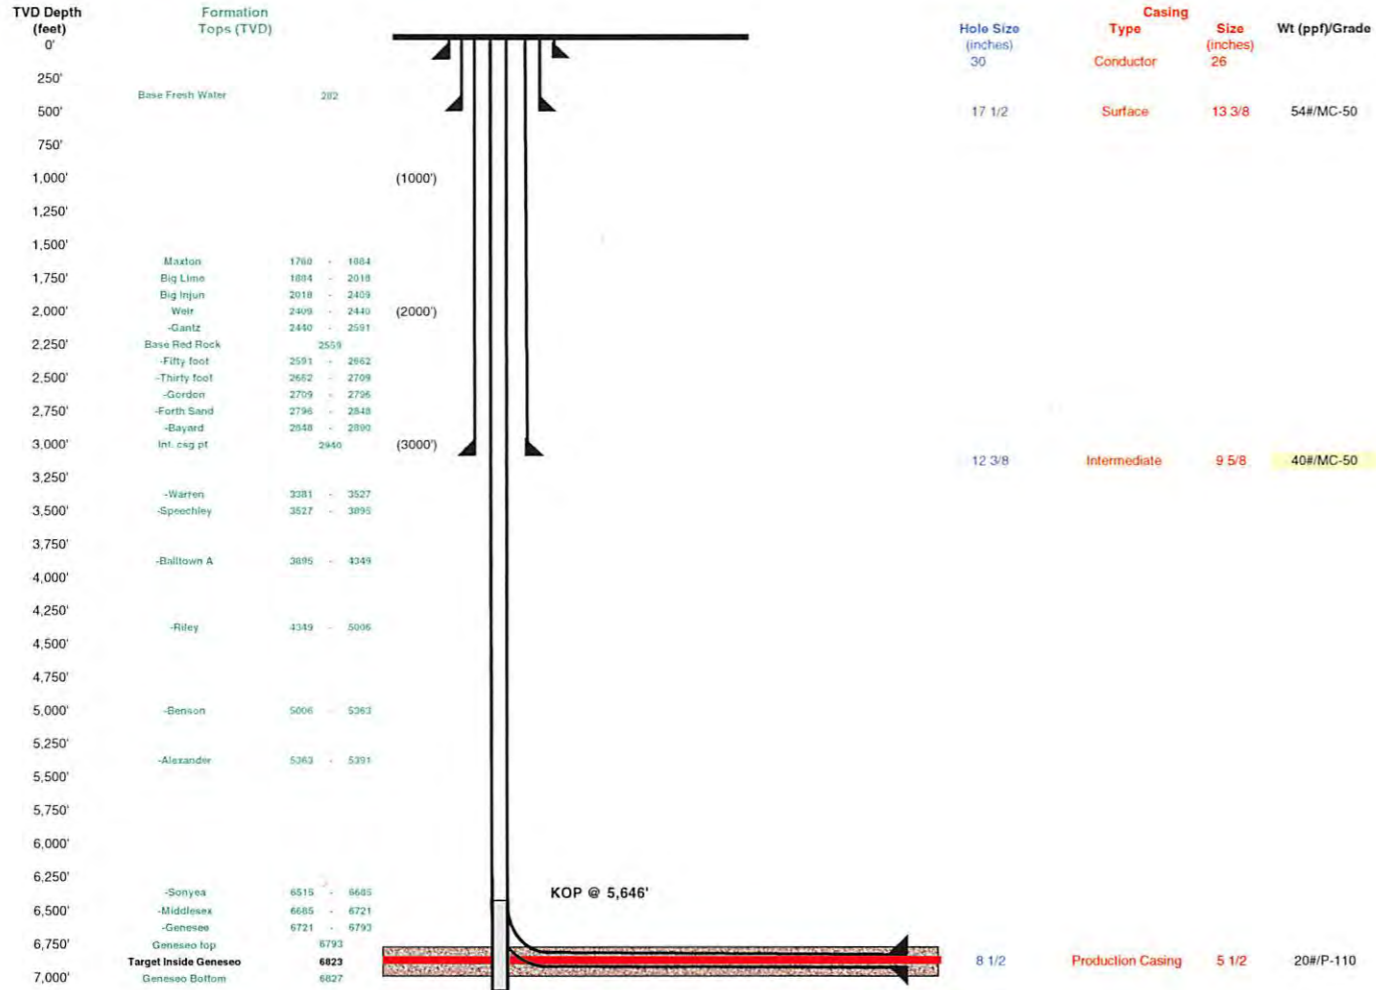 TVD Depth Formation Casing
(feet) Tops (TVD) Hole Size Type Size Wt (ppf)/Grade
0' (inches) (inches)
30 Conductor 26
250'
Base Fresh Water 282
500' 17 1/2 Surface 13 3/8 54#/MC-50
750'
1,000' (1000')
1,250'
1,500'
Maxton 1760 - 1884
1,750' Big Lime 1884 - 2018
Big Injun 2018 - 2409
2,000' Weir 2409 - 2440 (2000')
-Gantz 2440 - 2591
2,250' Base Red Rock 2559
-Fifty foot 2591 - 2662
2,500' -Thirty foot 2662 - 2709
-Gordon 2709 - 2796
2,750' -Forth Sand 2796 - 2848
-Bayard 2848 - 2890
3,000' Int. csg pt 2940 (3000')
12 3/8 Intermediate 9 5/8 40#/MC-50
3,250'
-Warren 3381 - 3527
3,500' -Speechley 3527 - 3895
3,750'
-Balltown A 3895 - 4349
4,000'
4,250'
-Riley 4349 - 5006
4,500'
4,750'
5,000' -Benson 5006 - 5363
5,250'
-Alexander 5363 - 5391
5,500'
5,750'
6,000'
6,250'
-Sonyea 6515 - 6685 KOP @ 5,646'
6,500' -Middlesex 6685 - 6721
-Genesee 6721 - 6793
6,750' Geneseo top 6793
Target Inside Geneseo 6823 8 1/2 Production Casing 5 1/2 20#/P-110
7,000' Geneseo Bottom 6827